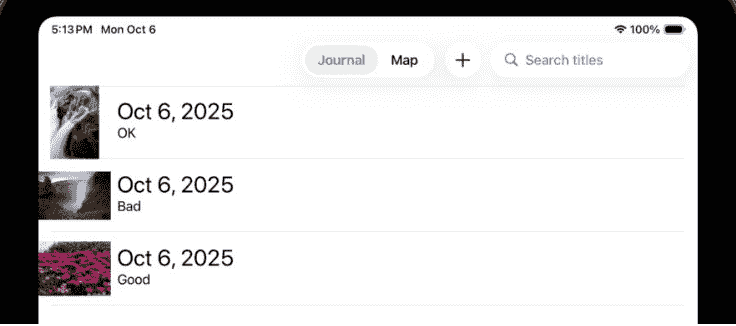 5:13 PM Mon Oct 6
100%
Journal Map + Search titles
Oct 6, 2025
OK
Oct 6, 2025
Bad
Oct 6, 2025
Good